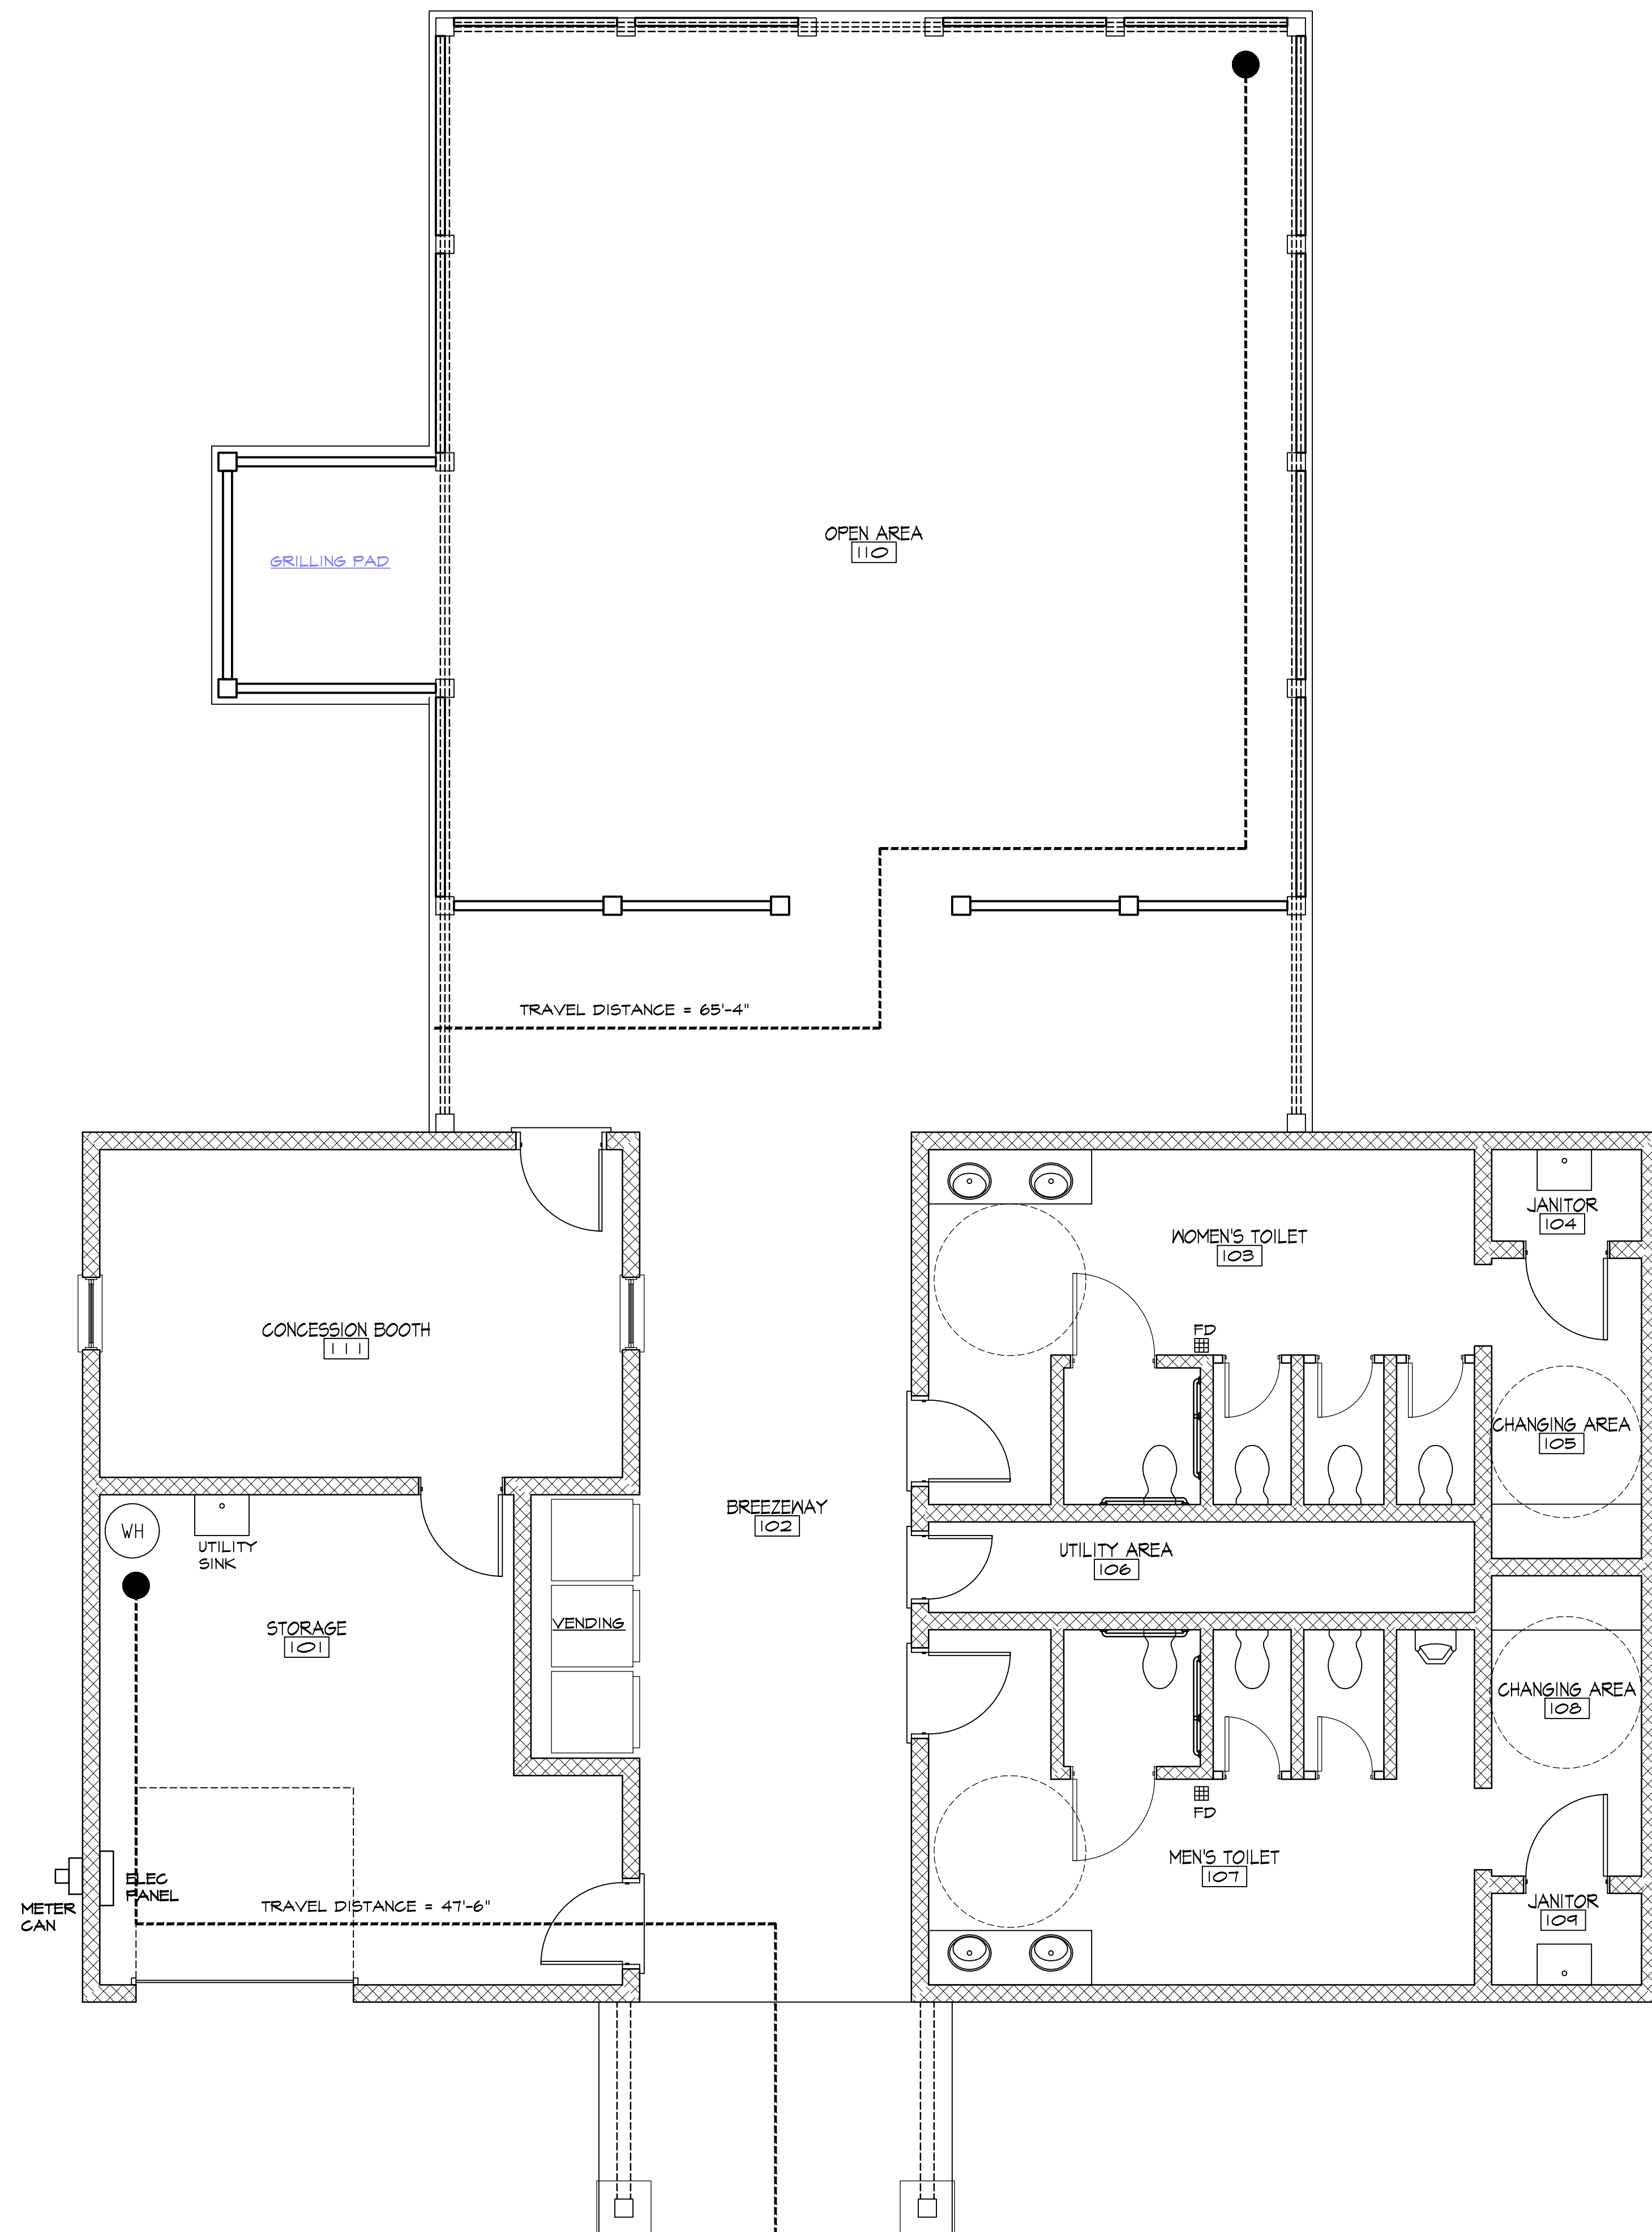 OPEN AREA
110
GRILLING PAD
TRAVEL DISTANCE = 65'-4"
WOMEN'S TOILET
103
JANITOR
104
CONCESSION BOOTH
111
FD
CHANGING AREA
105
BREEZEWAY
102
WH
UTILITY
SINK
UTILITY AREA
106
STORAGE
101
VENDING
CHANGING AREA
108
FD
MEN'S TOILET
107
ELEC
PANEL
METER
CAN
TRAVEL DISTANCE = 47'-6"
JANITOR
109